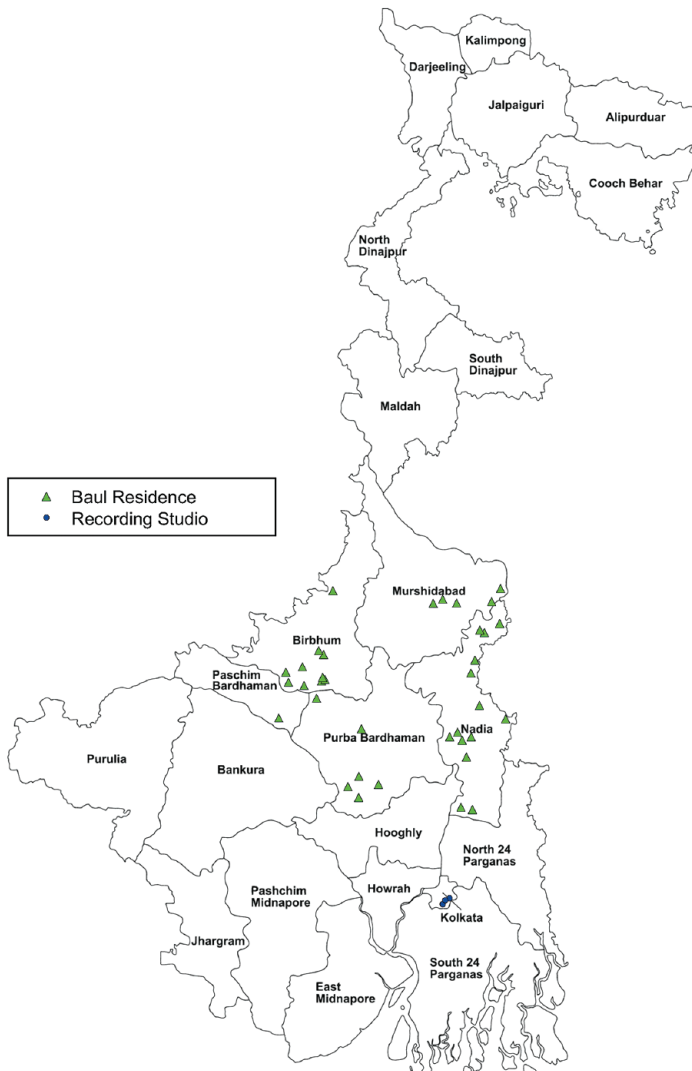 Kalimpong
Darjeeling
Jalpaiguri
Alipurduar
Cooch Behar
North
Dinajpur
South
Dinajpur
Maldah
Baul Residence
Recording Studio
Murshidabad
Birbhum
Paschim
Bardhaman
Nadia
Purba Bardhaman
Purulia
Bankura
Hooghly
North 24
Parganas
Pashchim
Midnapore
Howrah
Kolkata
Jhargram
South 24
Parganas
East
Midnapore